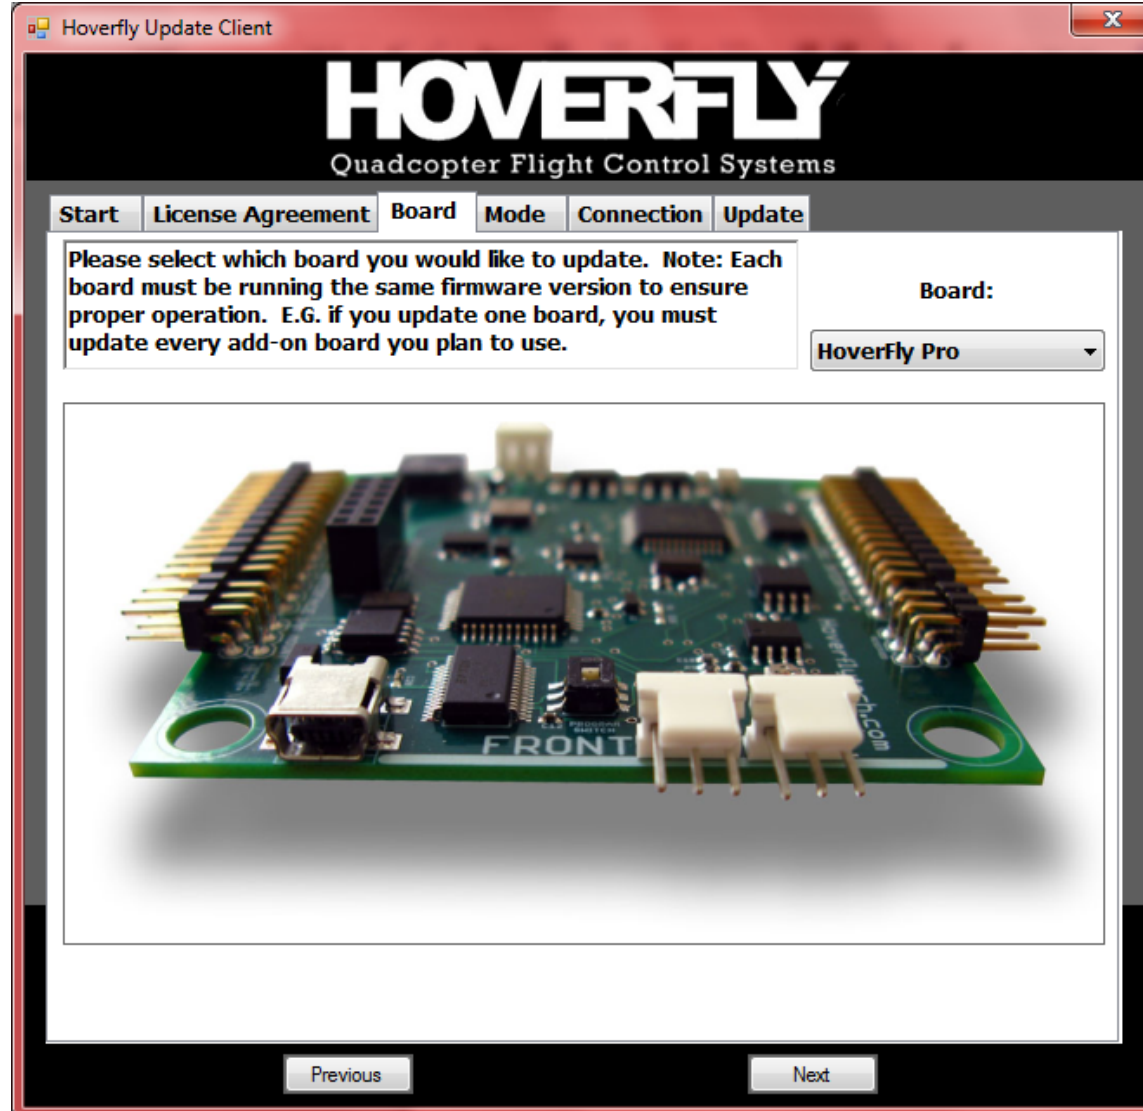 Hoverfly Update Client
HOVERFLY
Quadcopter Flight Control Systems
Start License Agreement Board Mode Connection Update
Please select which board you would like to update.  Note: Each
board must be running the same firmware version to ensure
proper operation.  E.G. if you update one board, you must
update every add-on board you plan to use.
Board:
HoverFly Pro
PROGRAM
SWITCH
FRONT
Previous
Next